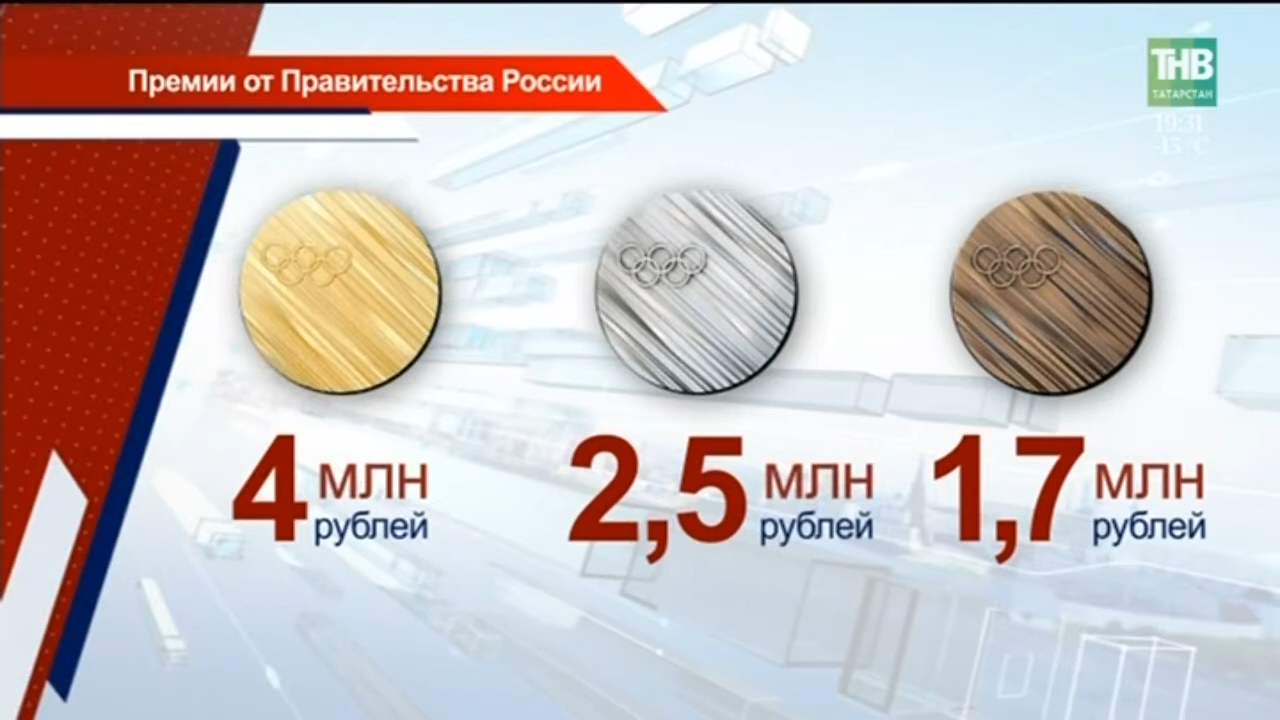 Премии от Правительства России
ТНВ
ТАТАРСТАН
19:31
-15 °C
4 млн
рублей
2,5 млн
рублей
1,7 млн
рублей